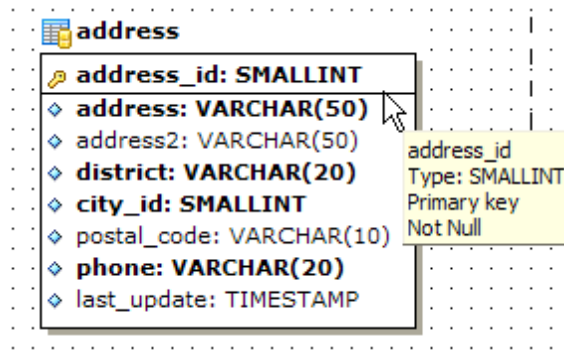 address
address_id: SMALLINT
address: VARCHAR(50)
address2: VARCHAR(50)
district: VARCHAR(20)
city_id: SMALLINT
postal_code: VARCHAR(10)
phone: VARCHAR(20)
last_update: TIMESTAMP
address_id
Type: SMALLINT
Primary key
Not Null